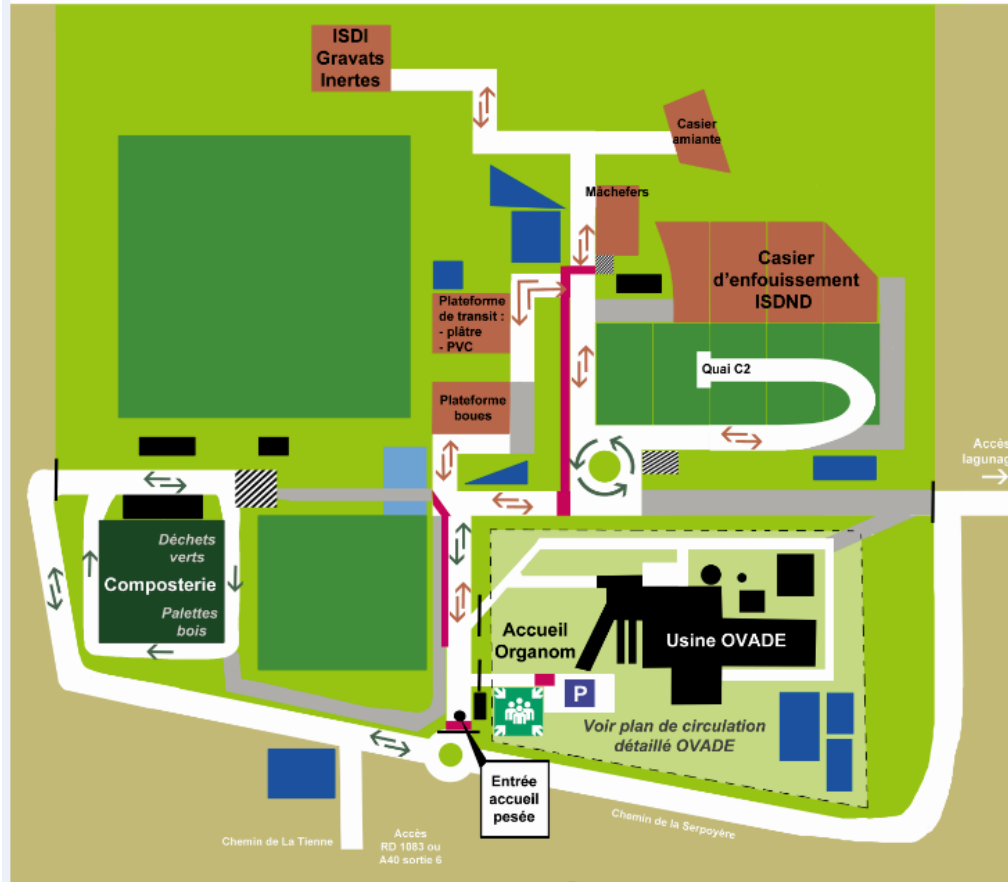 ISDI
Gravats
Inertes
Casier
amiante
Mâchefers
Casier
d'enfouissement
ISDND
Plateforme
de transit :
- plâtre
- PVC
Quai C2
Plateforme
boues
Accès
lagunag
Déchets
verts
Composterie
Palettes
bois
Accueil
Organom
Usine OVADE
P
Voir plan de circulation
détaillé OVADE
Entrée
accueil
pesée
Chemin de la Serpoyère
Chemin de La Tienne
Accès
RD 1083 ou
A40 sortie 6